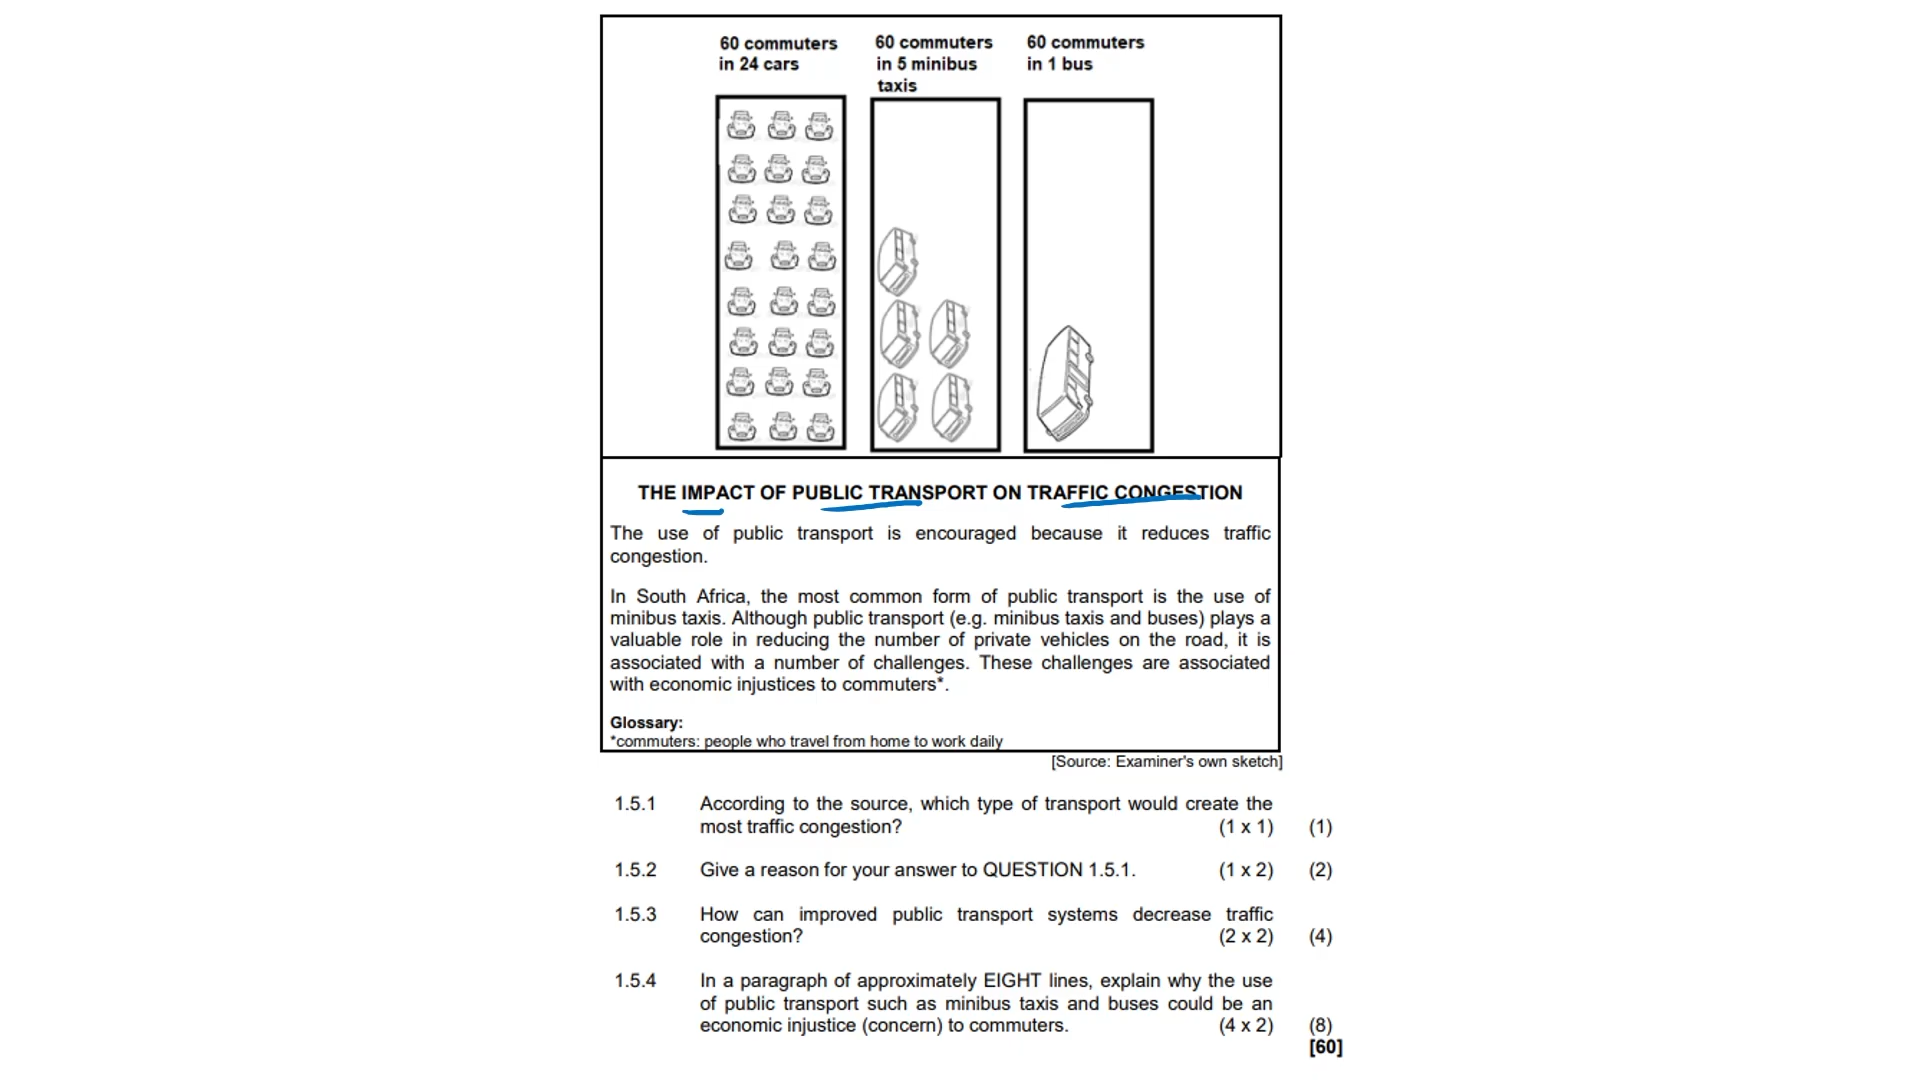 60 commuters
in 24 cars
60 commuters
in 5 minibus
taxis
60 commuters
in 1 bus
THE IMPACT OF PUBLIC TRANSPORT ON TRAFFIC CONGESTION
The use of public transport is encouraged because it reduces traffic
congestion.
In South Africa, the most common form of public transport is the use of
minibus taxis. Although public transport (e.g. minibus taxis and buses) plays a
valuable role in reducing the number of private vehicles on the road, it is
associated with a number of challenges. These challenges are associated
with economic injustices to commuters*.
Glossary:
*commuters: people who travel from home to work daily
[Source: Examiner's own sketch]
1.5.1 According to the source, which type of transport would create the
most traffic congestion? (1 x 1) (1)
1.5.2 Give a reason for your answer to QUESTION 1.5.1. (1 x 2) (2)
1.5.3 How can improved public transport systems decrease traffic
congestion? (2 x 2) (4)
1.5.4 In a paragraph of approximately EIGHT lines, explain why the use
of public transport such as minibus taxis and buses could be an
economic injustice (concern) to commuters. (4 x 2) (8)
[60]